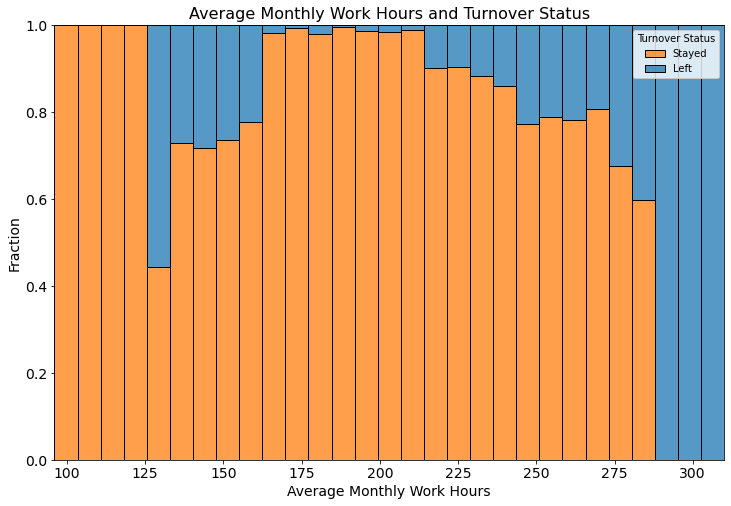 Average Monthly Work Hours and Turnover Status
1.0
0.8
0.6
0.4
0.2
0.0
Fraction
Turnover Status
Stayed
Left
100 125 150 175 200 225 250 275 300
Average Monthly Work Hours